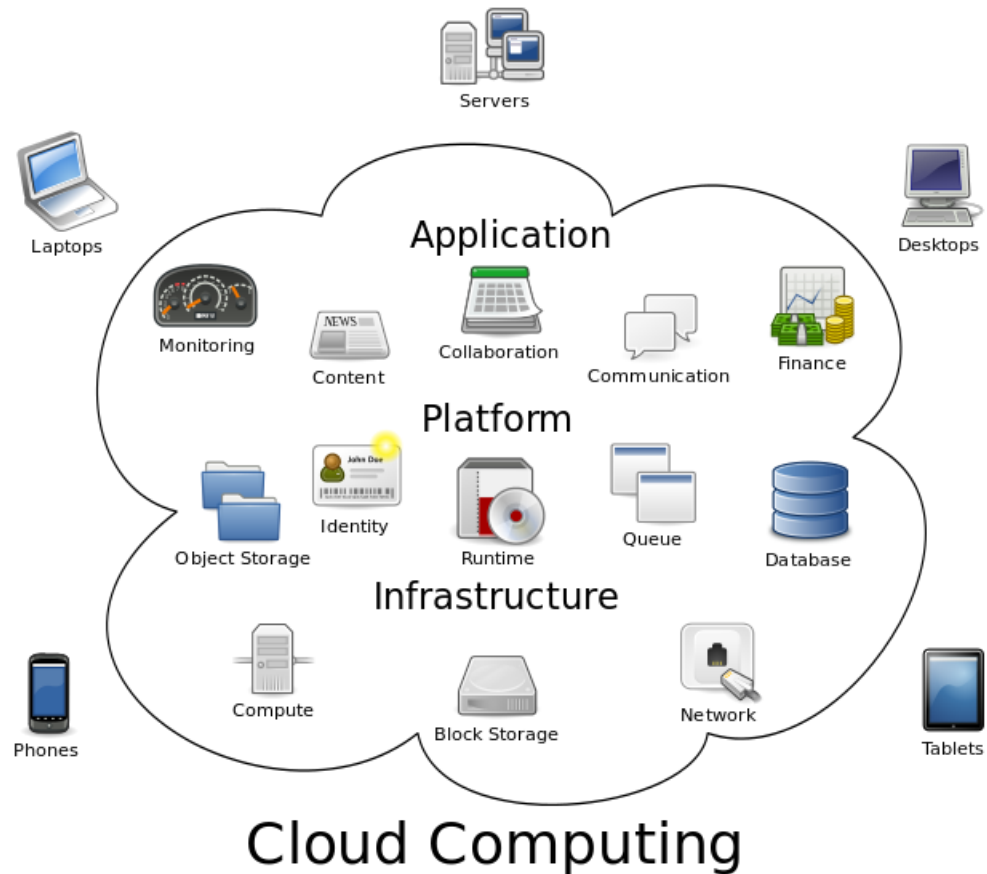 Servers
Laptops
Desktops
Application
Monitoring
NEWS
Content
Collaboration
Communication
Finance
Platform
Object Storage
John Doe
Identity
Runtime
Queue
Database
Infrastructure
Compute
Block Storage
Network
Phones
Tablets
Cloud Computing